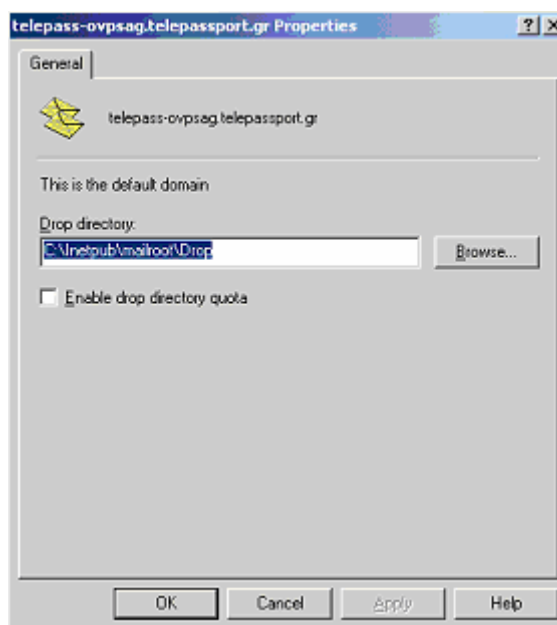 telepass-ovpsag.telepassport.gr Properties
General
telepass-ovpsag.telepassport.gr
This is the default domain
Drop directory:
C:\Inetpub\mailroot\Drop
Browse...
Enable drop directory quota
OK Cancel Apply Help